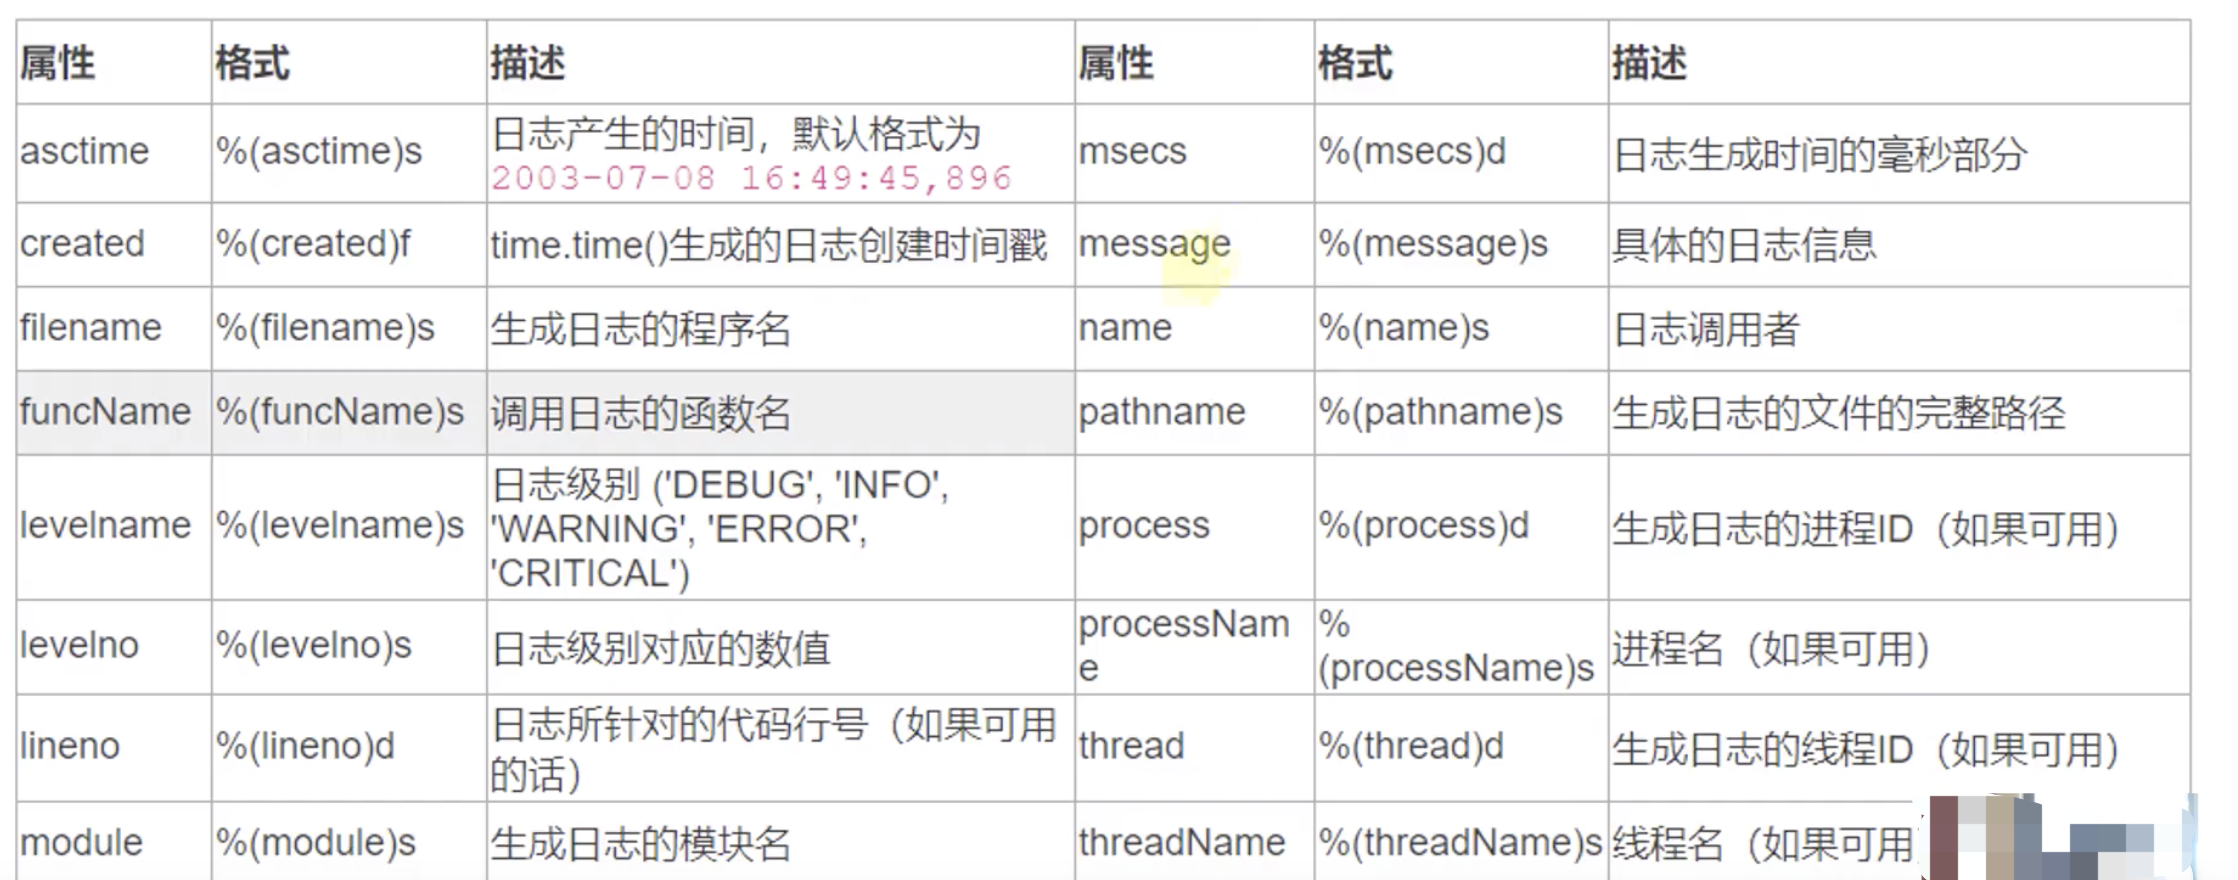 属性 格式 描述 属性 格式 描述
asctime %(asctime)s 日志产生的时间，默认格式为 2003-07-08 16:49:45,896 msecs %(msecs)d 日志生成时间的毫秒部分
created %(created)f time.time()生成的日志创建时间戳 message %(message)s 具体的日志信息
filename %(filename)s 生成日志的程序名 name %(name)s 日志调用者
funcName %(funcName)s 调用日志的函数名 pathname %(pathname)s 生成日志的文件的完整路径
levelname %(levelname)s 日志级别 ('DEBUG', 'INFO', 'WARNING', 'ERROR', 'CRITICAL') process %(process)d 生成日志的进程ID（如果可用）
levelno %(levelno)s 日志级别对应的数值 processName %(processName)s 进程名（如果可用）
lineno %(lineno)d 日志所针对的代码行号（如果可用的话） thread %(thread)d 生成日志的线程ID（如果可用）
module %(module)s 生成日志的模块名 threadName %(threadName)s 线程名（如果可用